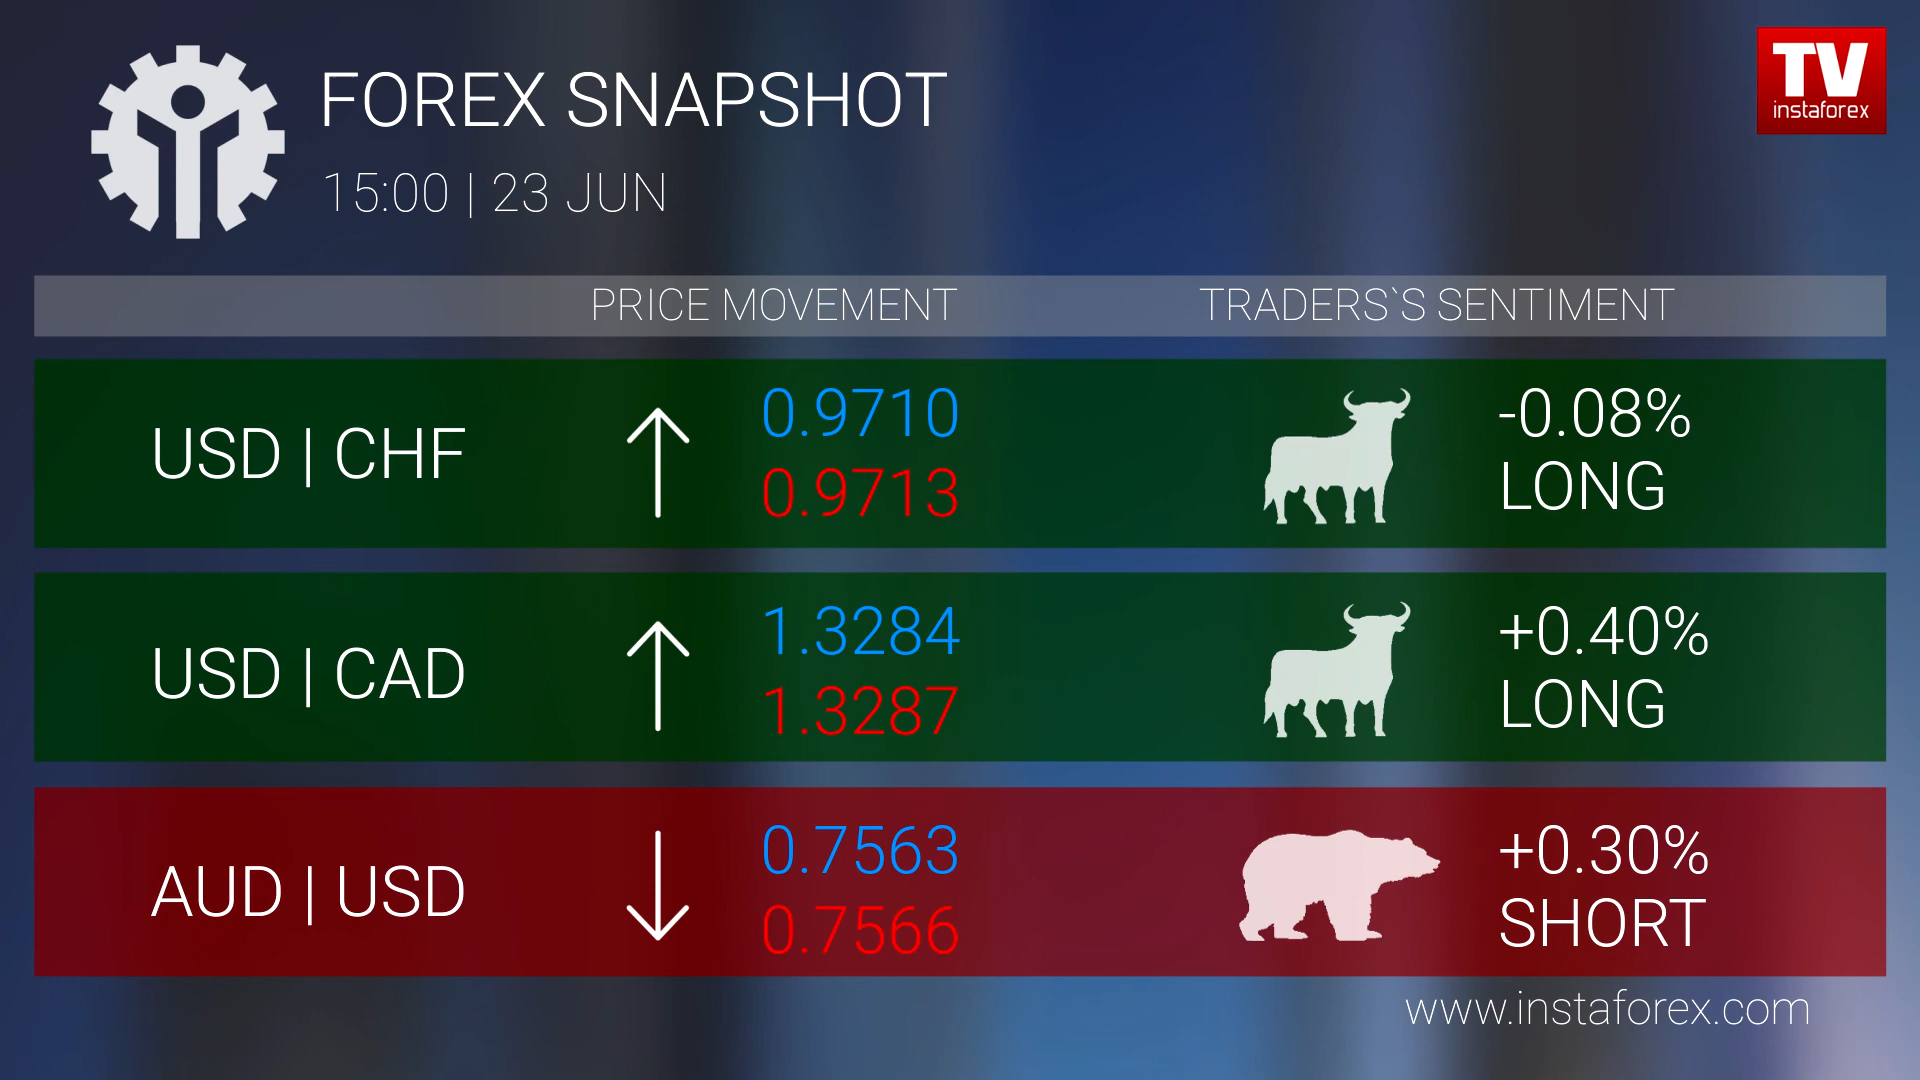 FOREX SNAPSHOT
TV
instaforex
15:00 | 23 JUN
PRICE MOVEMENT TRADERS`S SENTIMENT
USD | CHF
0.9710
0.9713
-0.08%
LONG
USD | CAD
1.3284
1.3287
+0.40%
LONG
AUD | USD
0.7563
0.7566
+0.30%
SHORT
www.instaforex.com